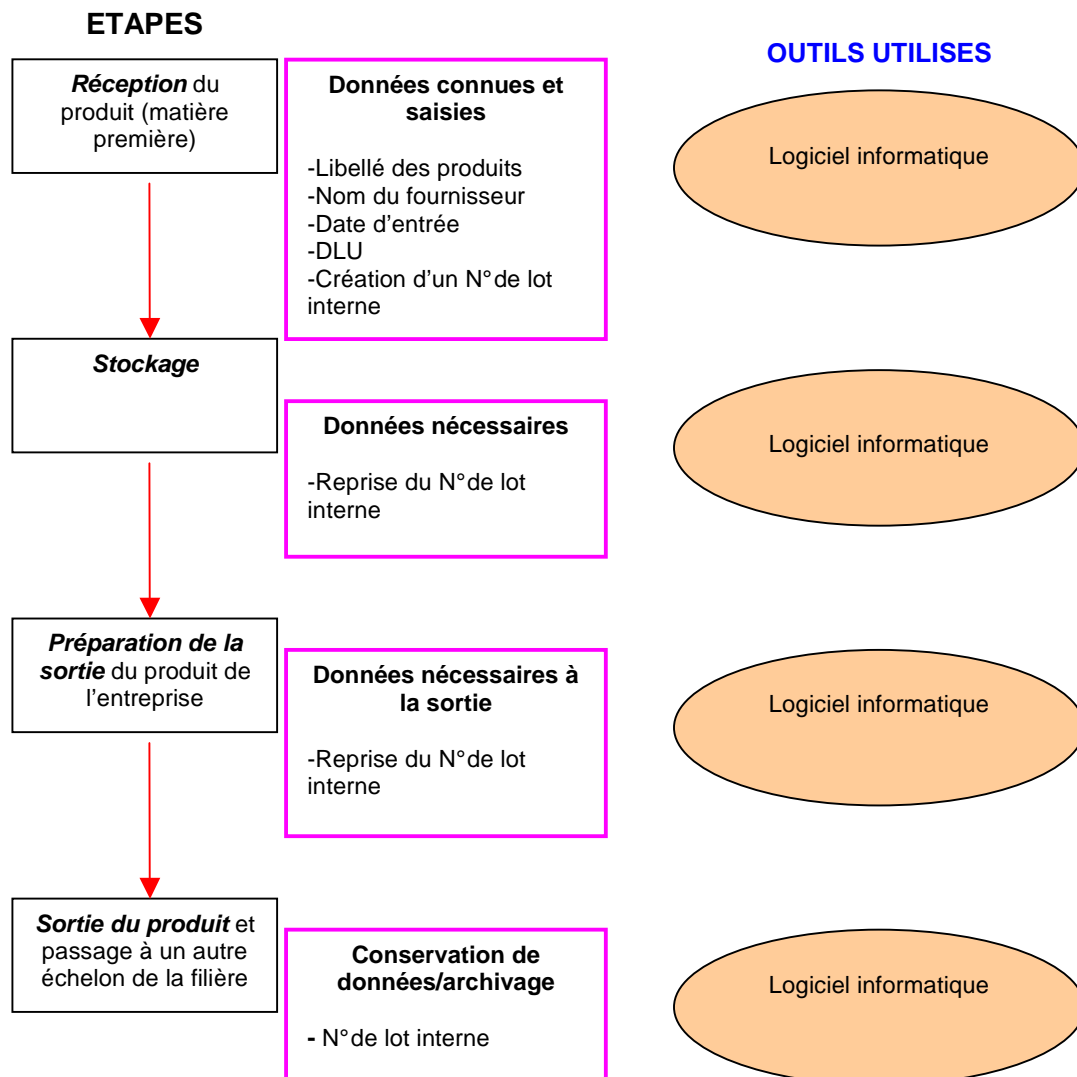 ETAPES
OUTILS UTILISES
Réception du
produit (matière
première)
Données connues et
saisies
-Libellé des produits
-Nom du fournisseur
-Date d'entrée
-DLU
-Création d'un N° de lot
interne
Logiciel informatique
Stockage
Données nécessaires
-Reprise du N° de lot
interne
Logiciel informatique
Préparation de la
sortie du produit de
l'entreprise
Données nécessaires à
la sortie
-Reprise du N° de lot
interne
Logiciel informatique
Sortie du produit et
passage à un autre
échelon de la filière
Conservation de
données/archivage
- N° de lot interne
Logiciel informatique